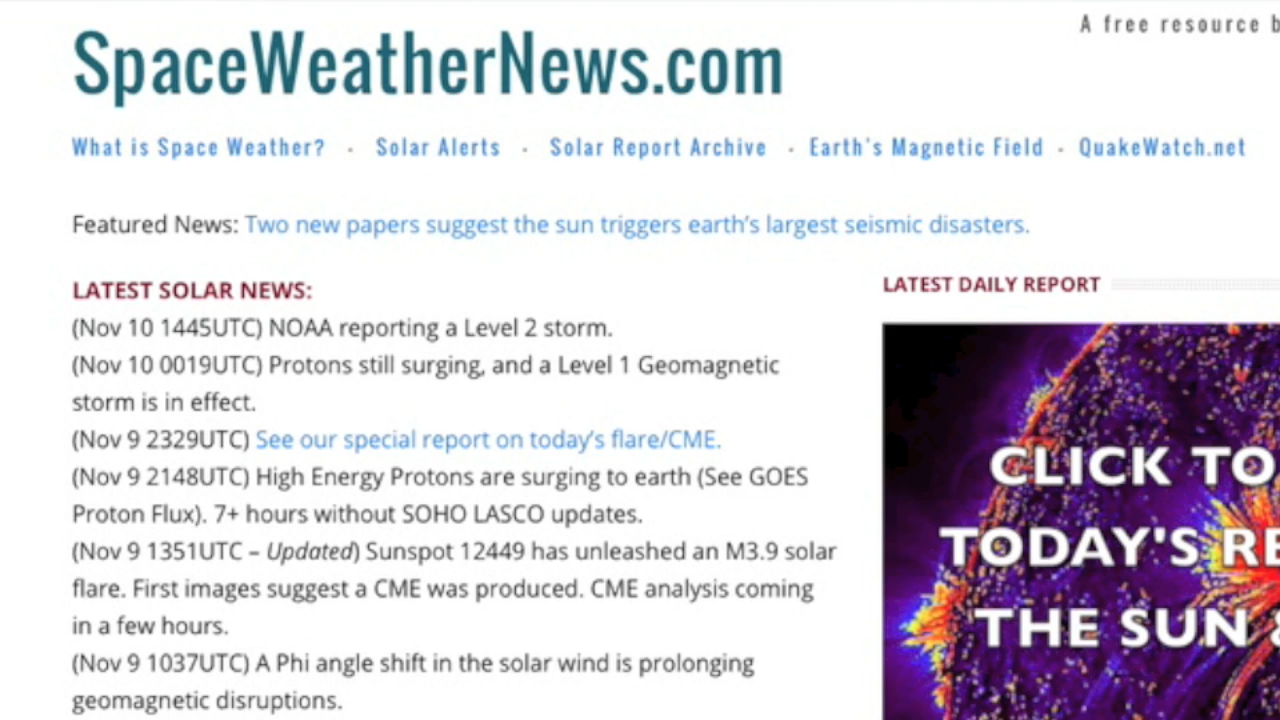 A free resource
SpaceWeatherNews.com
What is Space Weather? · Solar Alerts · Solar Report Archive · Earth's Magnetic Field · QuakeWatch.net
Featured News: Two new papers suggest the sun triggers earth's largest seismic disasters.
LATEST SOLAR NEWS:
(Nov 10 1445UTC) NOAA reporting a Level 2 storm.
(Nov 10 0019UTC) Protons still surging, and a Level 1 Geomagnetic
storm is in effect.
(Nov 9 2329UTC) See our special report on today's flare/CME.
(Nov 9 2148UTC) High Energy Protons are surging to earth (See GOES
Proton Flux). 7+ hours without SOHO LASCO updates.
(Nov 9 1351UTC – Updated) Sunspot 12449 has unleashed an M3.9 solar
flare. First images suggest a CME was produced. CME analysis coming
in a few hours.
(Nov 9 1037UTC) A Phi angle shift in the solar wind is prolonging
geomagnetic disruptions.
LATEST DAILY REPORT
CLICK TO
TODAY'S RE
THE SUN &